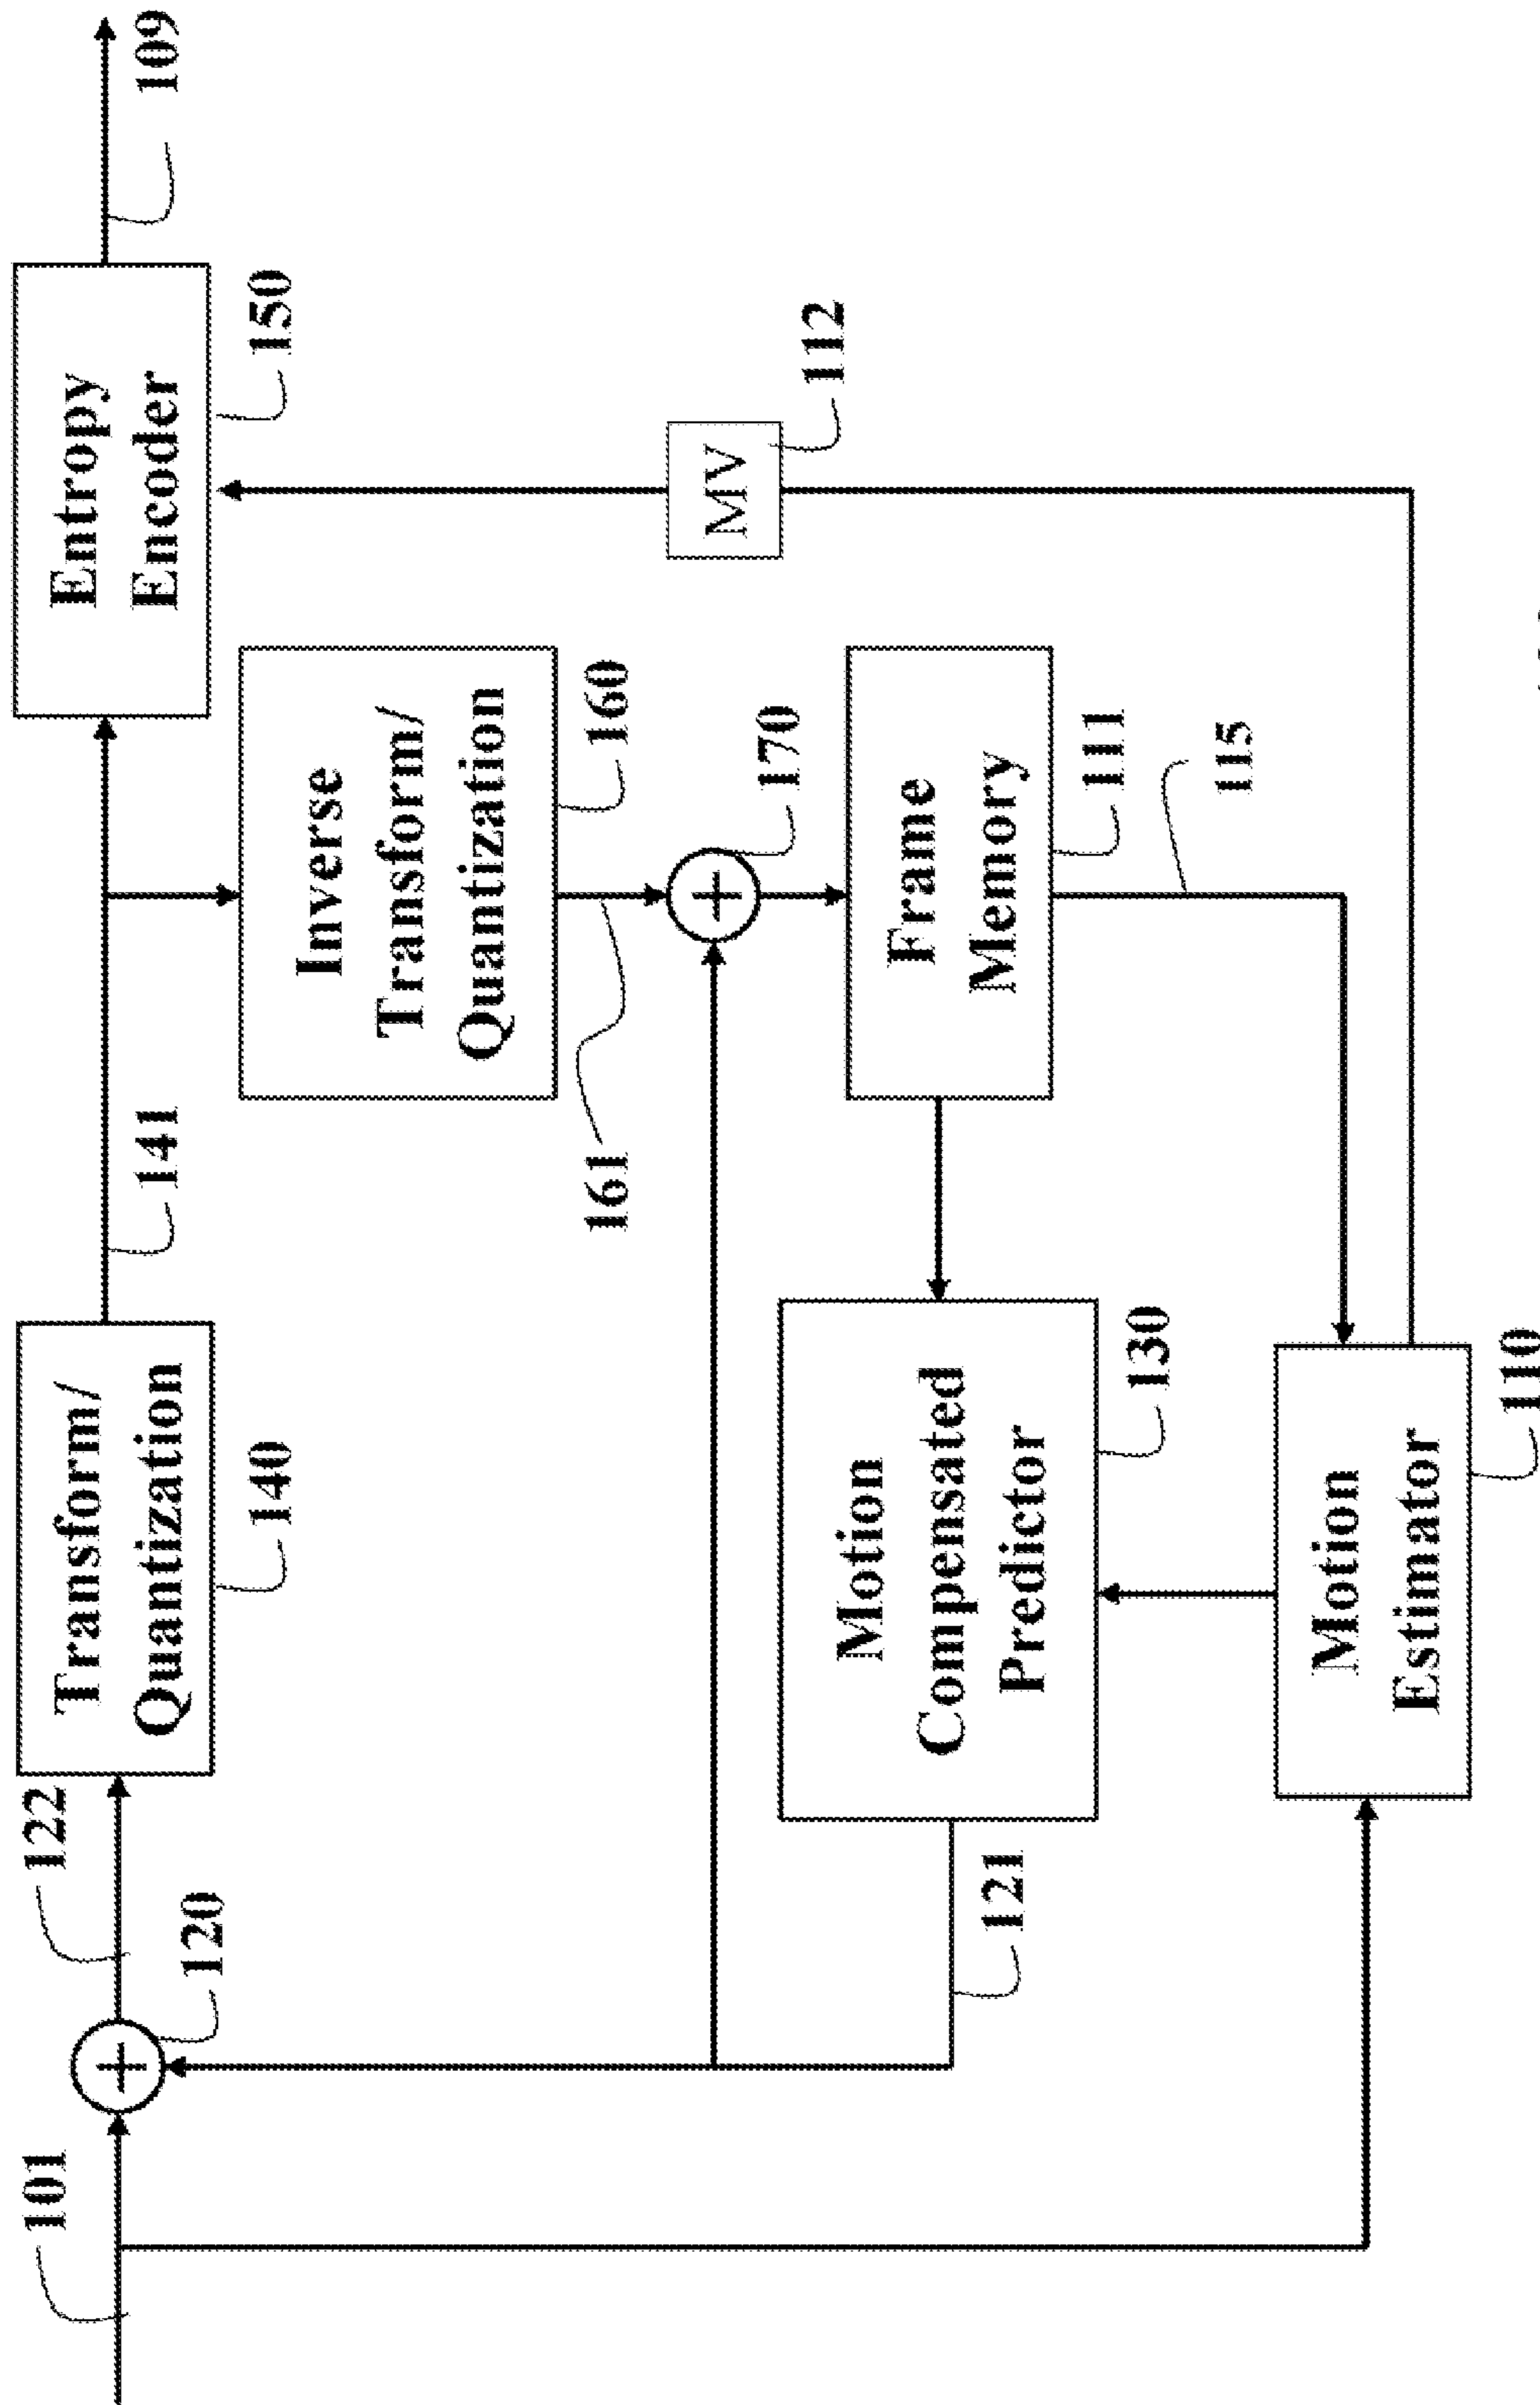 101
120
122
Transform/
Quantization
140
141
Entropy
Encoder
150
109
Inverse
Transform/
Quantization
160
161
170
MV
112
Frame
Memory
111
115
Motion
Compensated
Predictor
130
121
Motion
Estimator
110